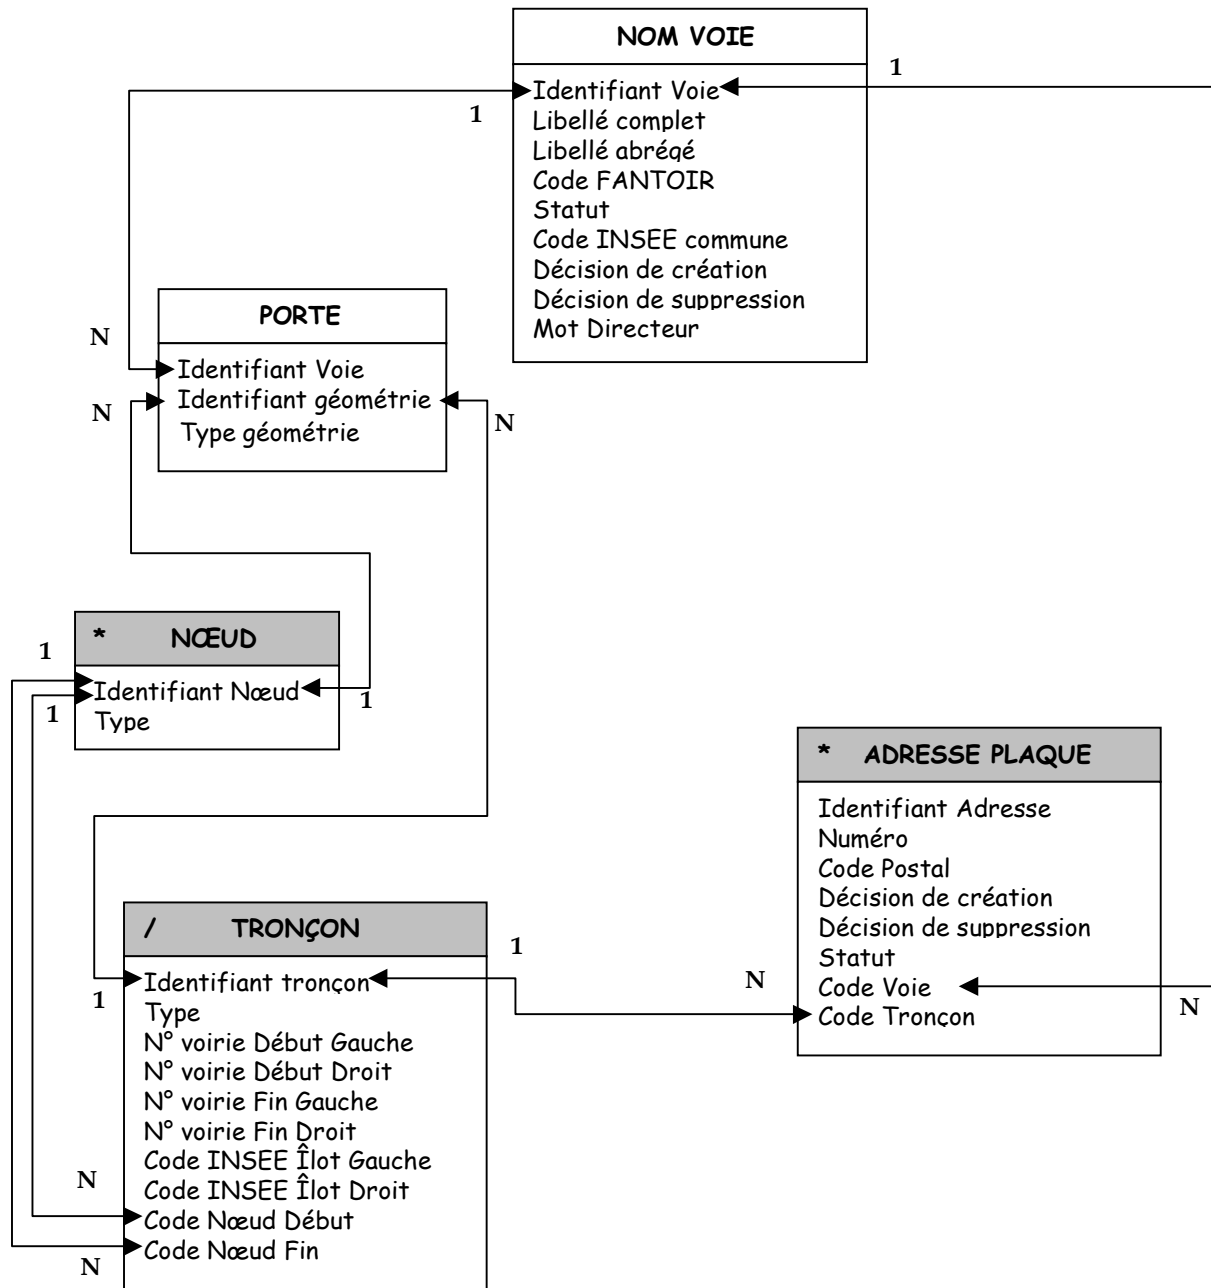 NOM VOIE
1
1
Identifiant Voie
Libellé complet
Libellé abrégé
Code FANTOIR
Statut
Code INSEE commune
Décision de création
Décision de suppression
Mot Directeur
PORTE
N
Identifiant Voie
N
Identifiant géométrie
N
Type géométrie
* NŒUD
1
Identifiant Nœud
1
1
Type
* ADRESSE PLAQUE
Identifiant Adresse
Numéro
Code Postal
Décision de création
Décision de suppression
Statut
N
Code Voie
N
Code Tronçon
/ TRONÇON
1
Identifiant tronçon
1
Type
N° voirie Début Gauche
N° voirie Début Droit
N° voirie Fin Gauche
N° voirie Fin Droit
Code INSEE Îlot Gauche
Code INSEE Îlot Droit
N
Code Nœud Début
Code Nœud Fin
N